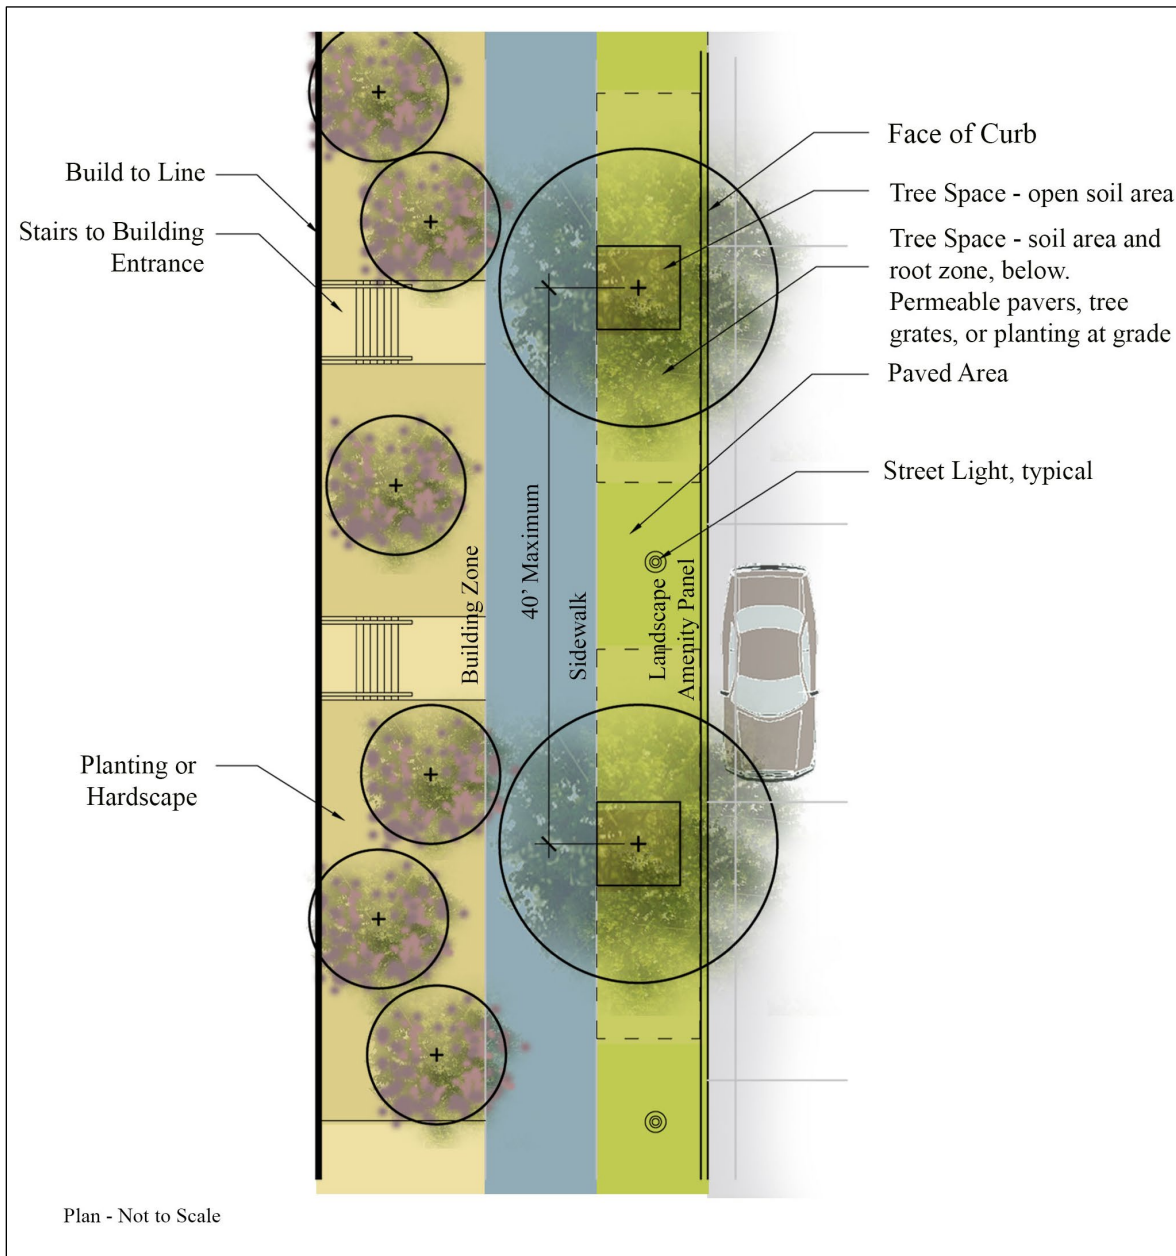 Build to Line
Stairs to Building
Entrance
Planting or
Hardscape
Building Zone
40’ Maximum
Sidewalk
Landscape
Amenity Panel
Face of Curb
Tree Space - open soil area
Tree Space - soil area and
root zone, below.
Permeable pavers, tree
grates, or planting at grade
Paved Area
Street Light, typical
Plan - Not to Scale